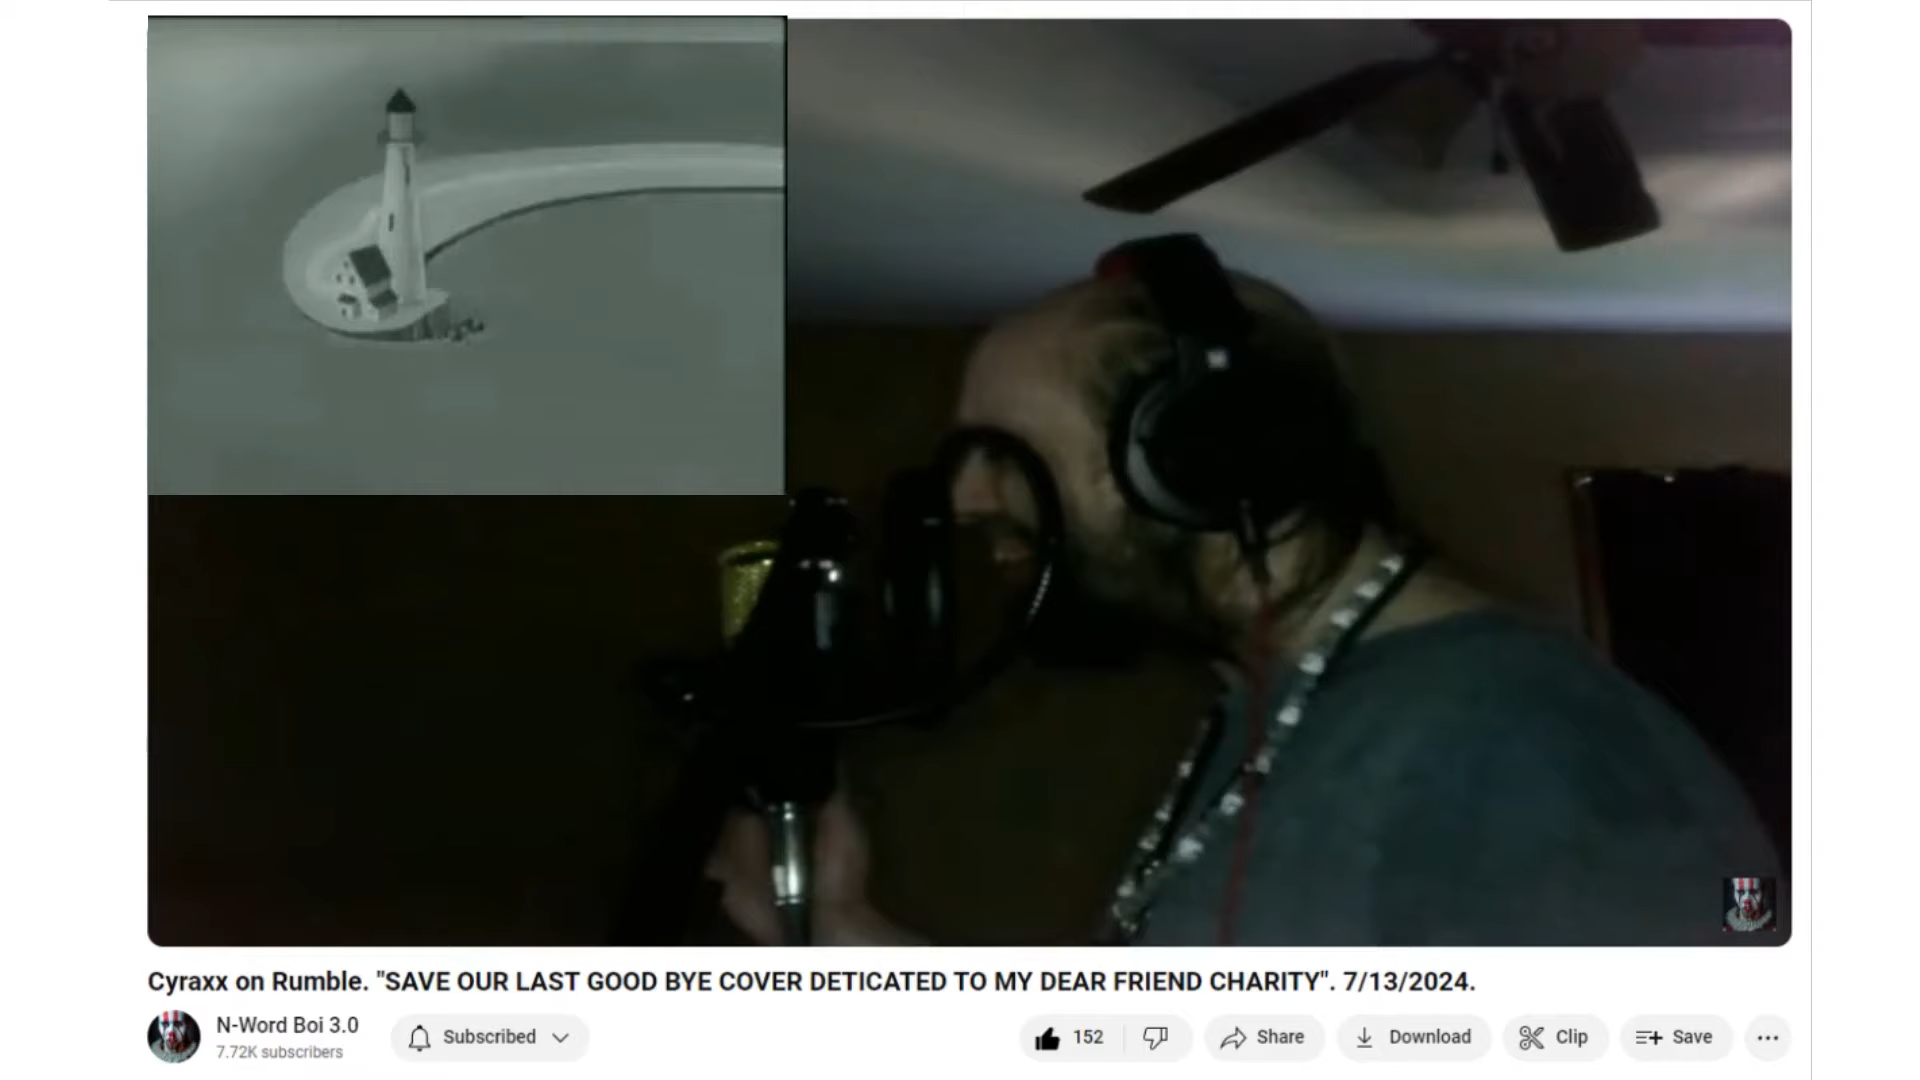 Cyraxx on Rumble. "SAVE OUR LAST GOOD BYE COVER DETICATED TO MY DEAR FRIEND CHARITY". 7/13/2024.
N-Word Boi 3.0
7.72K subscribers
Subscribed
152
Share
Download
Clip
Save